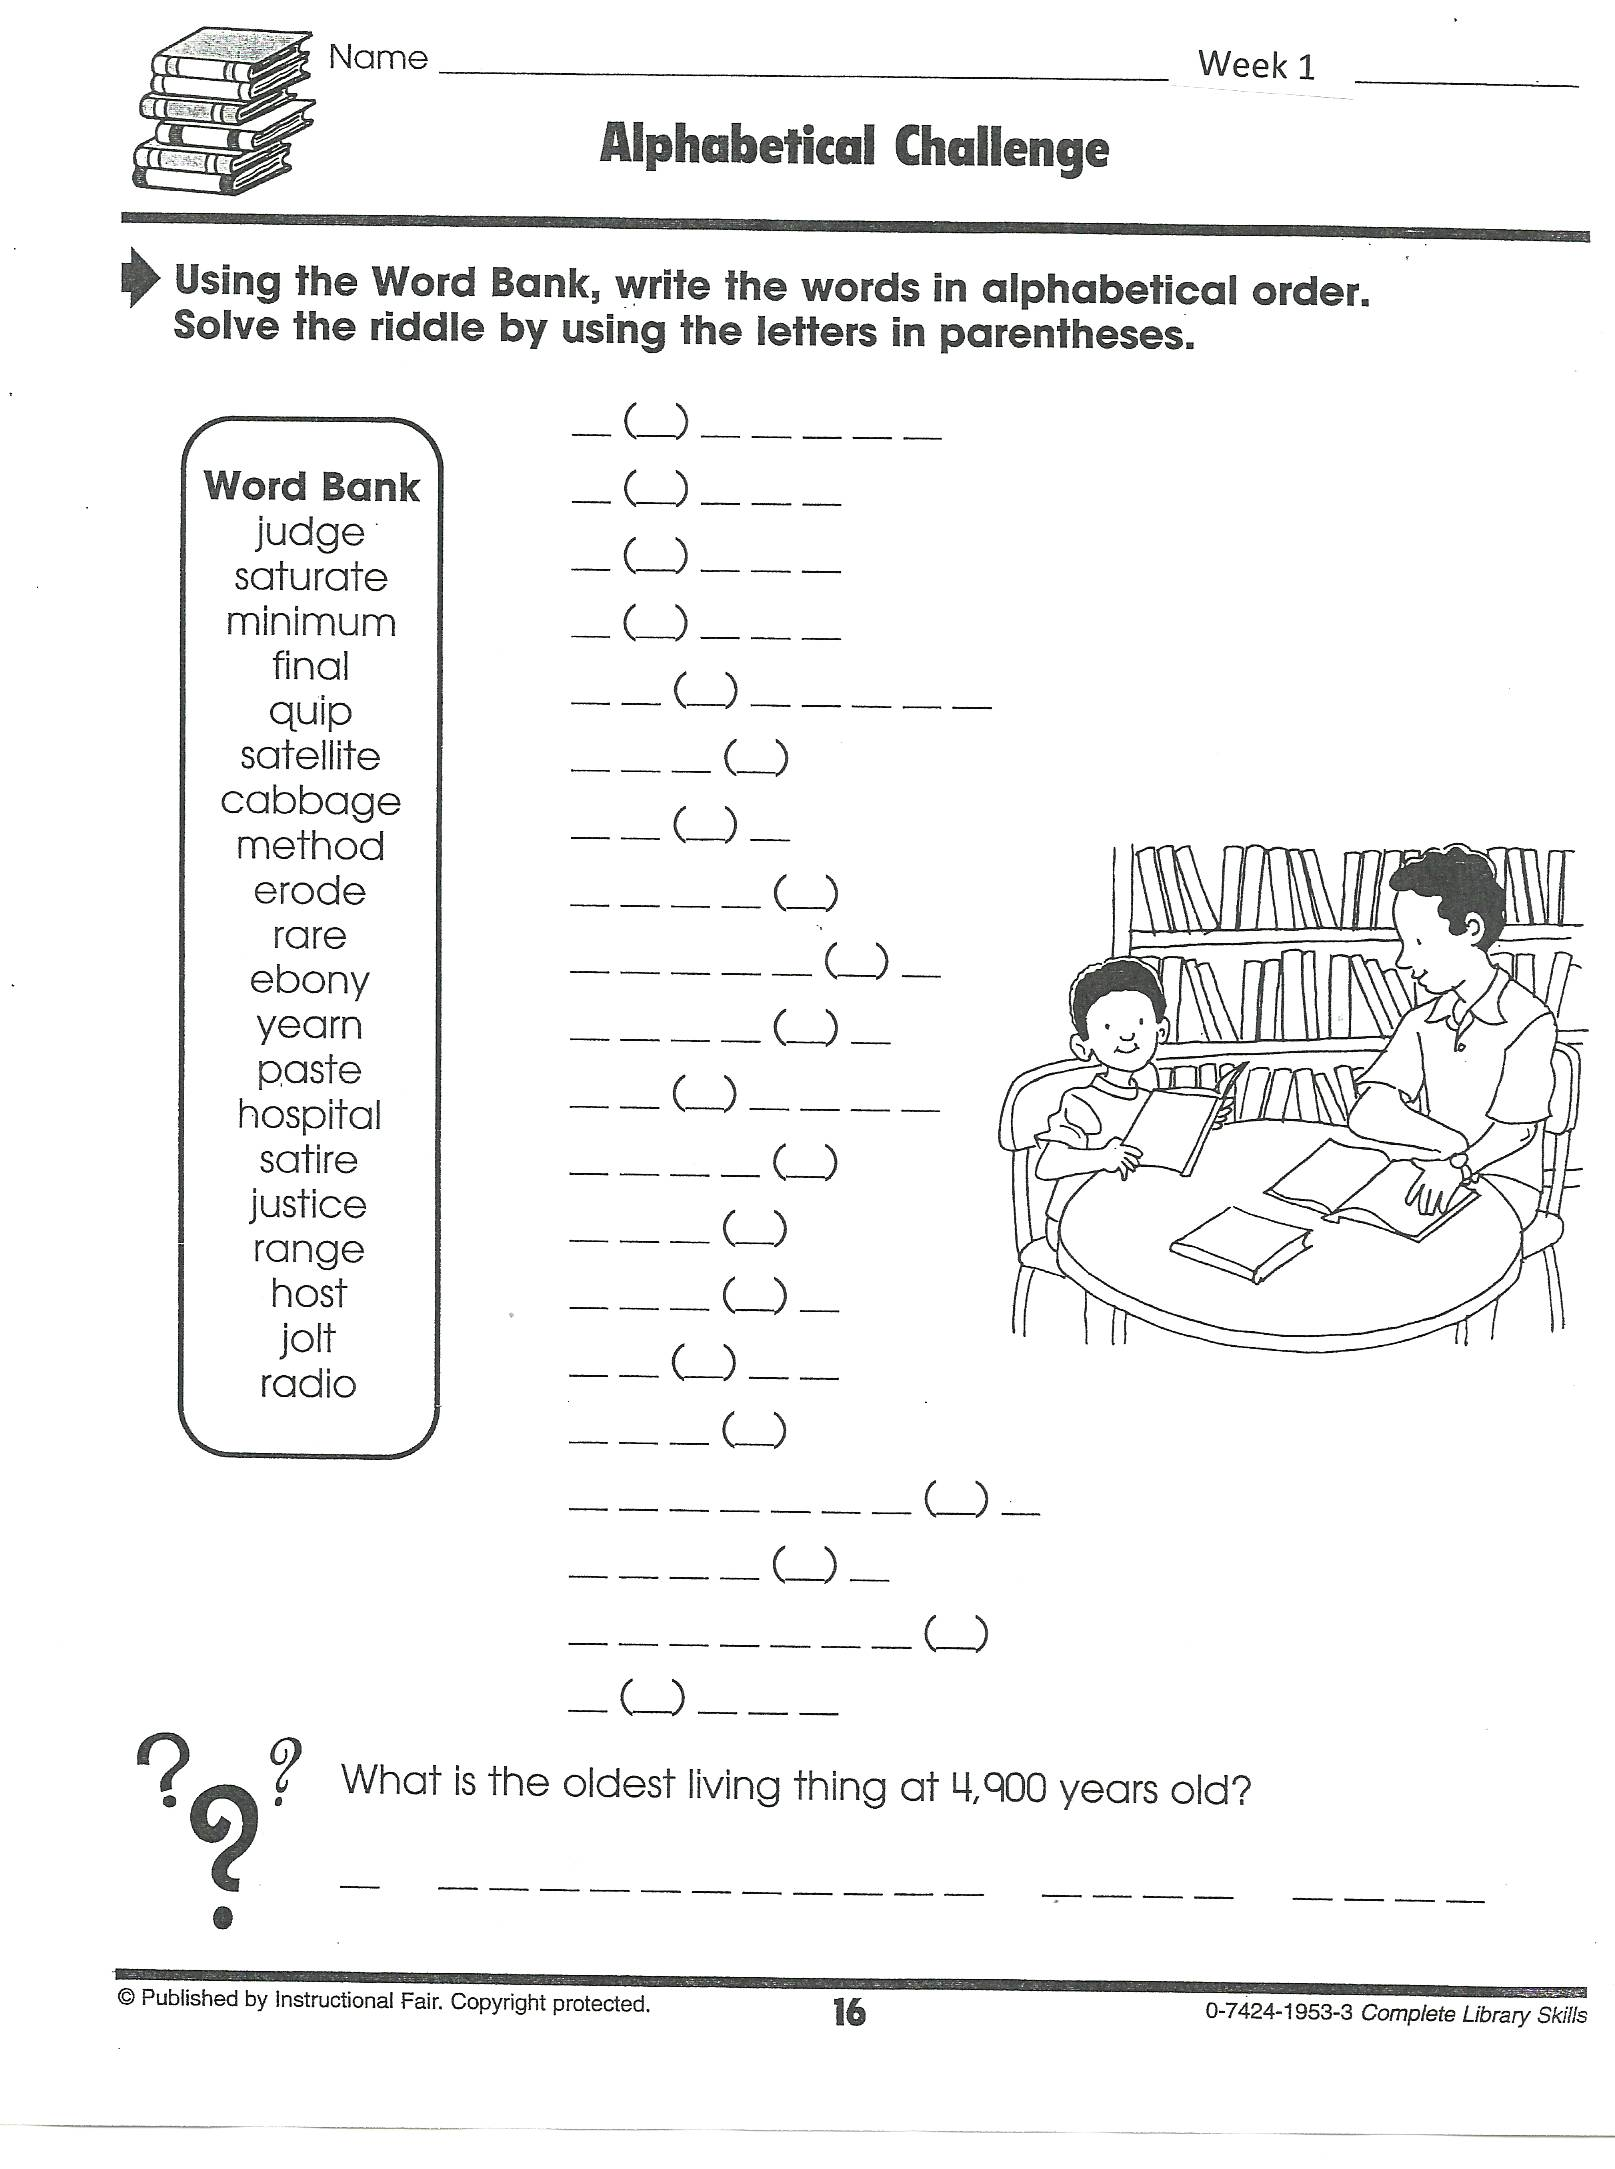 Name Week 1
Alphabetical Challenge
Using the Word Bank, write the words in alphabetical order.
Solve the riddle by using the letters in parentheses.
Word Bank
judge
saturate
minimum
final
quip
satellite
cabbage
method
erode
rare
ebony
yearn
paste
hospital
satire
justice
range
host
jolt
radio
_ (_) _ _ _ _ _
_ (_) _ _ _
_ (_) _ _ _
_ (_) _ _ _
_ _ (_) _ _ _ _ _
_ _ _ (_)
_ _ (_) _
_ _ _ _ (_)
_ _ _ _ _ (_) _
_ _ _ _ (_) _
_ _ (_) _ _ _ _
_ _ _ _ (_)
_ _ _ (_)
_ _ _ (_) _
_ _ (_) _ _
_ _ _ (_)
_ _ _ _ _ _ _ (_) _
_ _ _ _ (_) _
_ _ _ _ _ _ _ (_)
_ (_) _ _ _
? ? ?
What is the oldest living thing at 4,900 years old?
© Published by Instructional Fair. Copyright protected. 16 0-7424-1953-3 Complete Library Skills